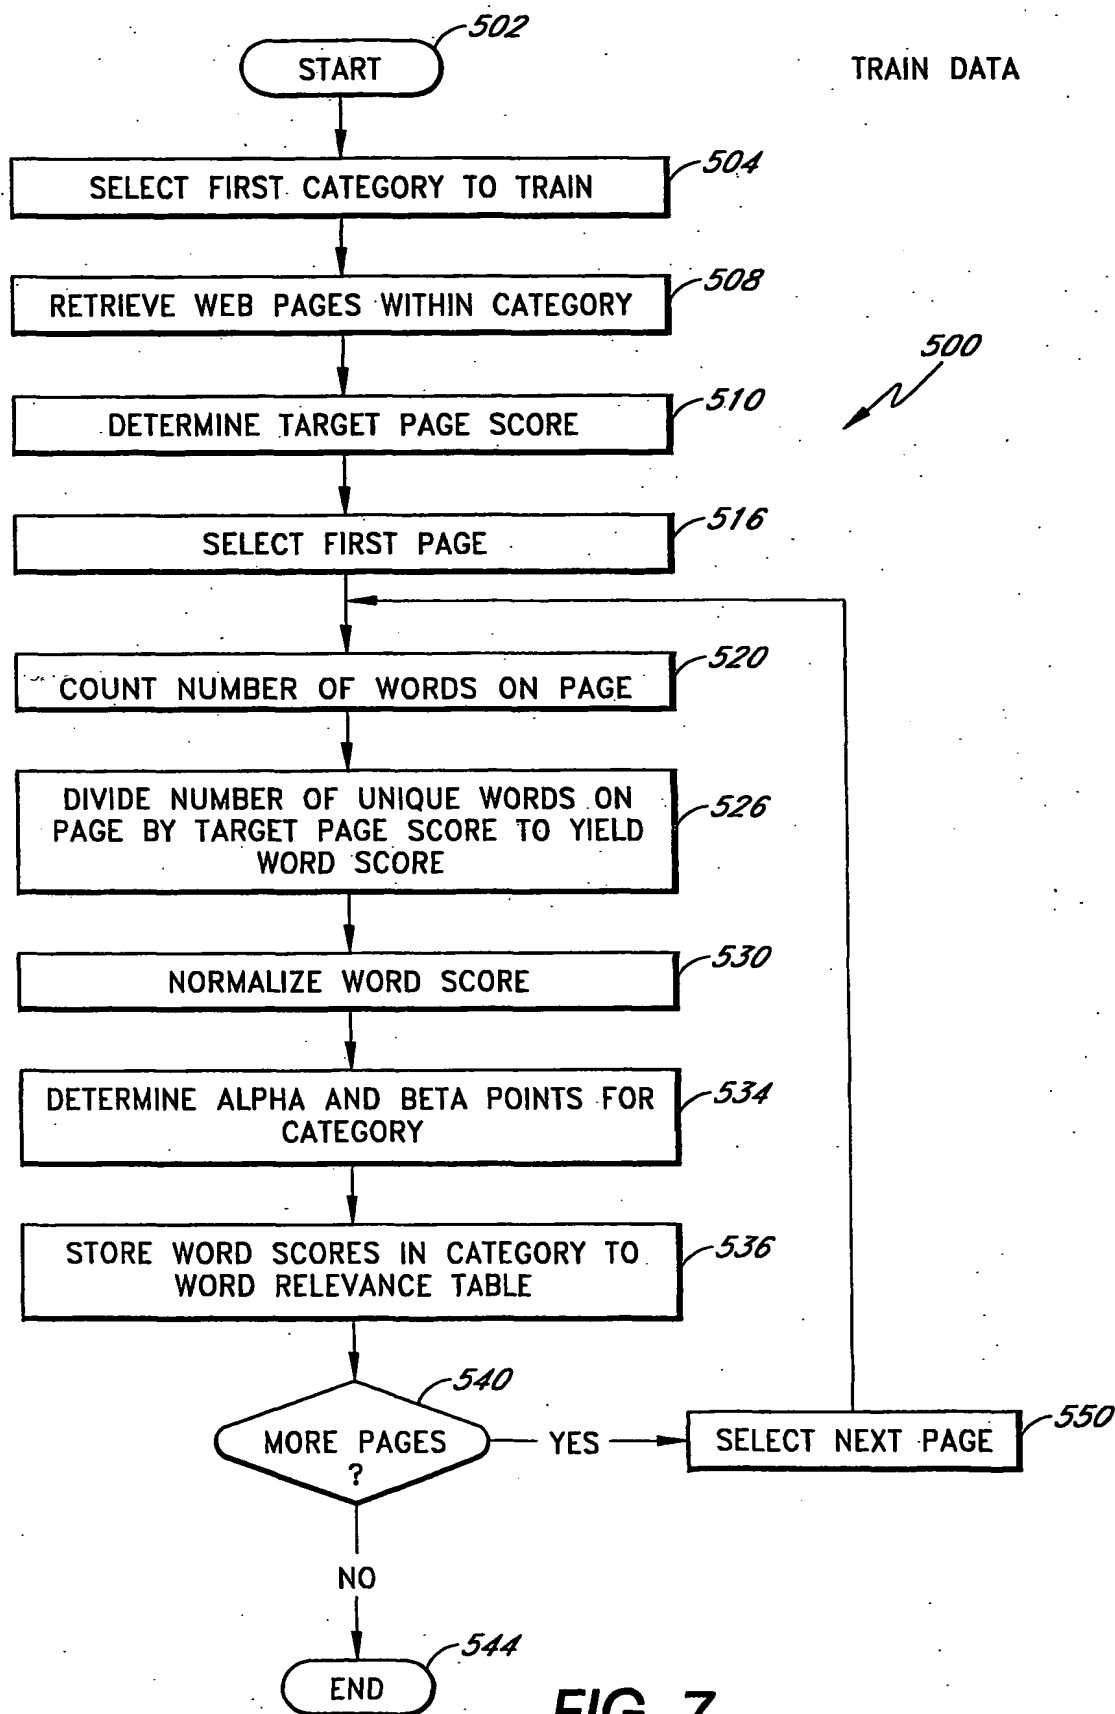 502
START
TRAIN DATA
504
SELECT FIRST CATEGORY TO TRAIN
508
RETRIEVE WEB PAGES WITHIN CATEGORY
500
510
DETERMINE TARGET PAGE SCORE
516
SELECT FIRST PAGE
520
COUNT NUMBER OF WORDS ON PAGE
526
DIVIDE NUMBER OF UNIQUE WORDS ON
PAGE BY TARGET PAGE SCORE TO YIELD
WORD SCORE
530
NORMALIZE WORD SCORE
534
DETERMINE ALPHA AND BETA POINTS FOR
CATEGORY
536
STORE WORD SCORES IN CATEGORY TO
WORD RELEVANCE TABLE
540
MORE PAGES
?
YES
550
SELECT NEXT PAGE
NO
544
END
FIG. 7